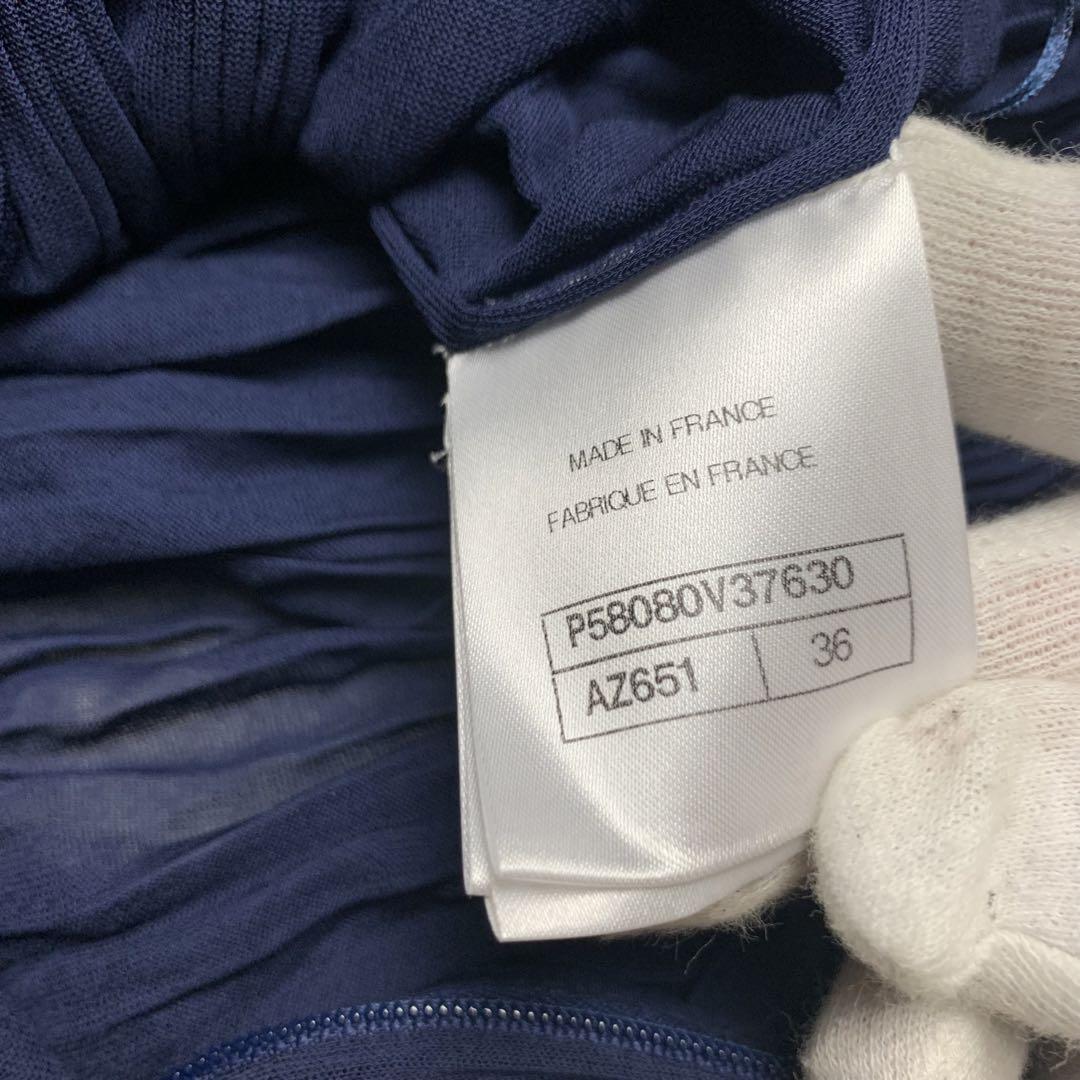 MADE IN FRANCE
FABRIQUE EN FRANCE
P58080V37630
AZ651 36